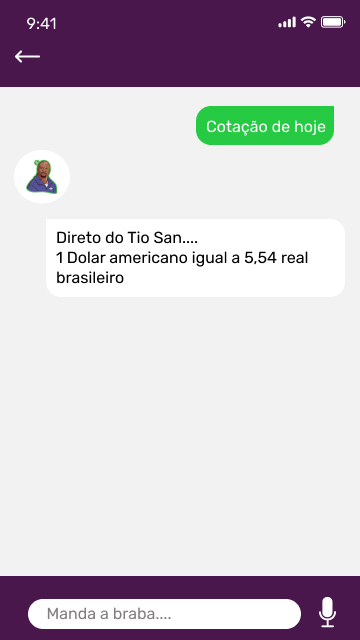 9:41
Cotação de hoje
Direto do Tio San....
1 Dolar americano igual a 5,54 real
brasileiro
Manda a braba....